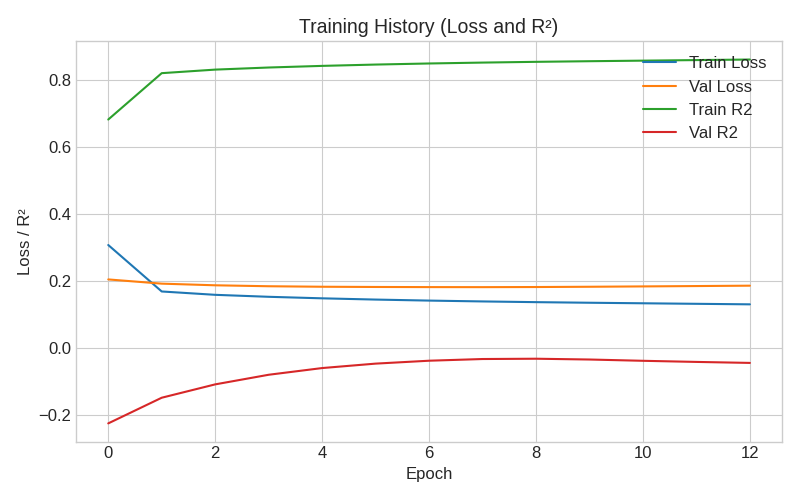 Training History (Loss and R²)
Train Loss
Val Loss
Train R2
Val R2
Loss / R²
0.8
0.6
0.4
0.2
0.0
−0.2
0 2 4 6 8 10 12
Epoch